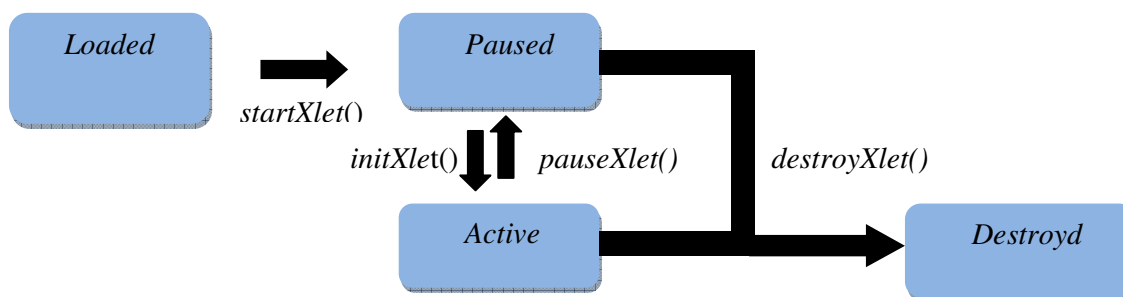 Loaded
Paused
startXlet()
initXlet()
pauseXlet()
destroyXlet()
Active
Destroyd